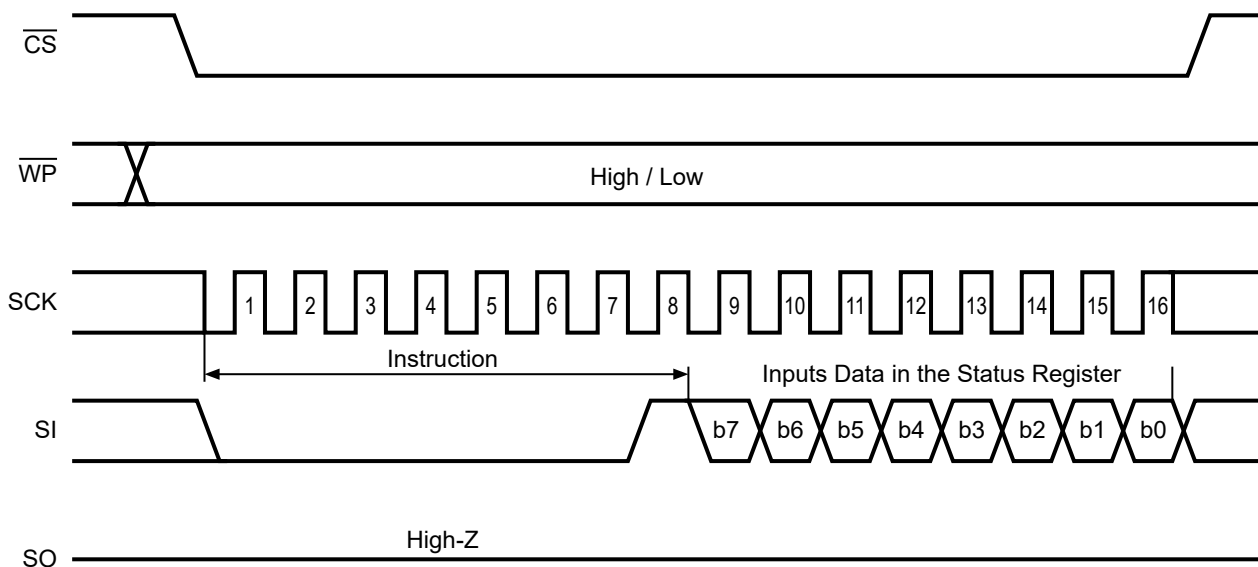 CS
WP
High / Low
SCK
1 2 3 4 5 6 7 8 9 10 11 12 13 14 15 16
Instruction
Inputs Data in the Status Register
SI
b7 b6 b5 b4 b3 b2 b1 b0
High-Z
SO